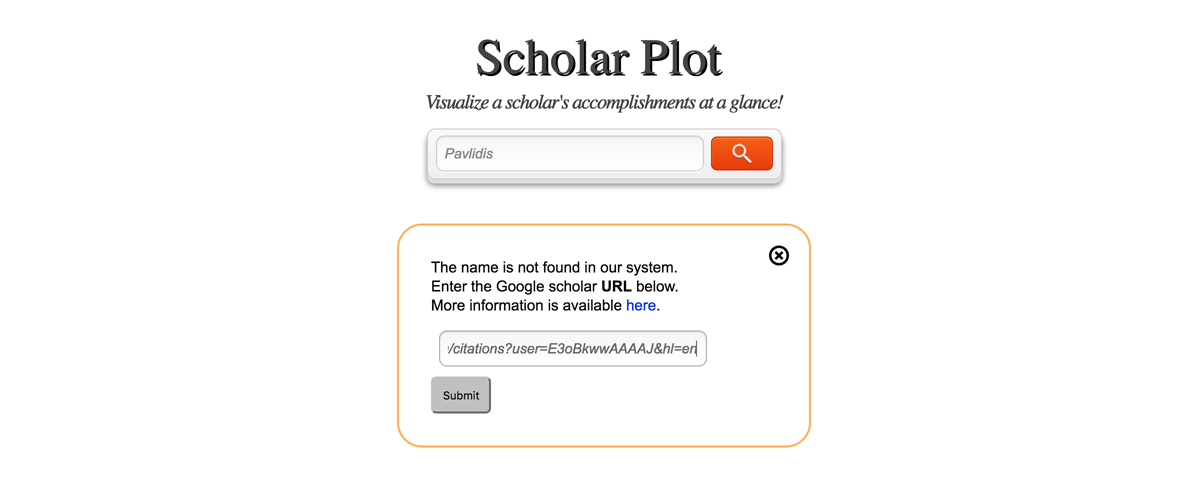 Scholar Plot
Visualize a scholar's accomplishments at a glance!
Pavlidis
The name is not found in our system.
Enter the Google scholar URL below.
More information is available here.
/citations?user=E3oBkwwAAAAJ&hl=en
Submit